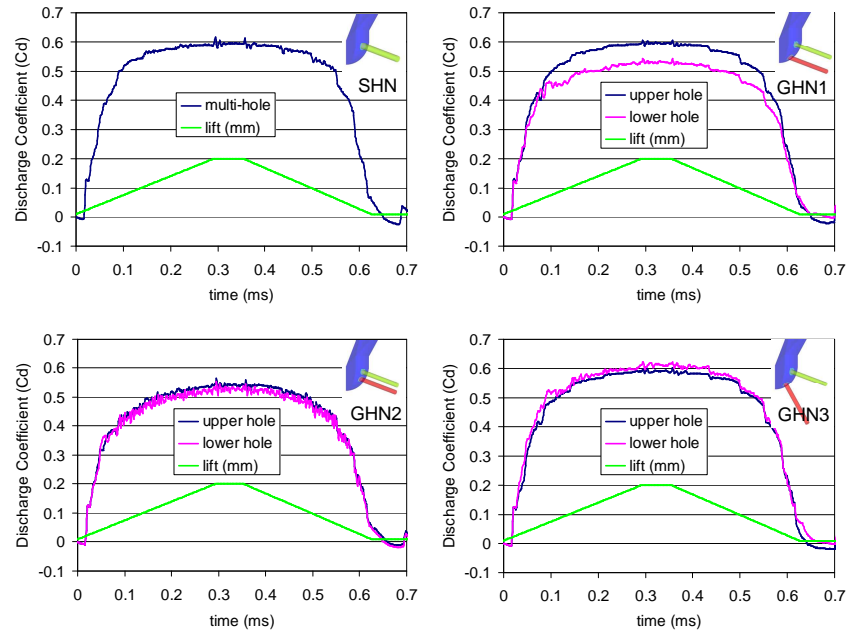 0.7
0.6
0.5
0.4
0.3
0.2
0.1
0
-0.1
Discharge Coefficient (Cd)
SHN
multi-hole
lift (mm)
0 0.1 0.2 0.3 0.4 0.5 0.6 0.7
time (ms)
0.7
0.6
0.5
0.4
0.3
0.2
0.1
0
-0.1
Discharge Coefficient (Cd)
GHN1
upper hole
lower hole
lift (mm)
0 0.1 0.2 0.3 0.4 0.5 0.6 0.7
time (ms)
0.7
0.6
0.5
0.4
0.3
0.2
0.1
0
-0.1
Discharge Coefficient (Cd)
GHN2
upper hole
lower hole
lift (mm)
0 0.1 0.2 0.3 0.4 0.5 0.6 0.7
time (ms)
0.7
0.6
0.5
0.4
0.3
0.2
0.1
0
-0.1
Discharge Coefficient (Cd)
GHN3
upper hole
lower hole
lift (mm)
0 0.1 0.2 0.3 0.4 0.5 0.6 0.7
time (ms)